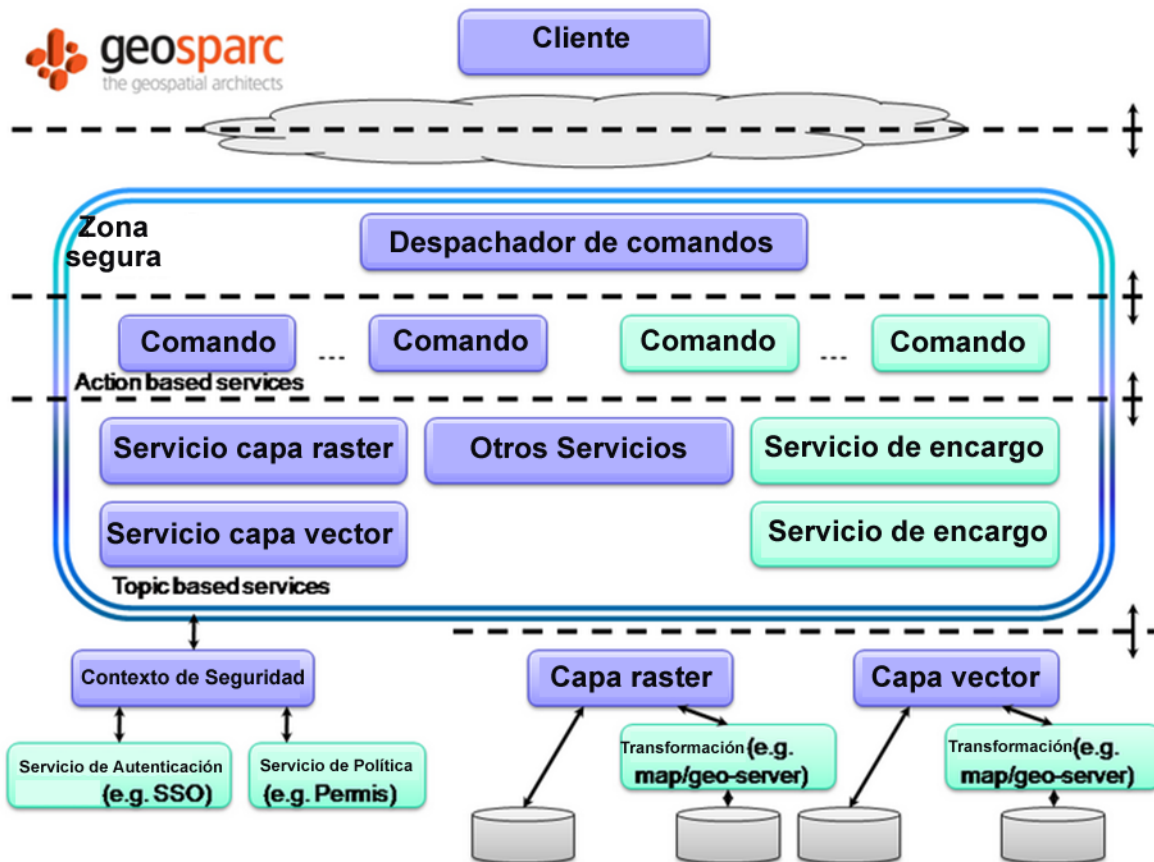 geosparc
the geospatial architects
Cliente
Zona
segura
Despachador de comandos
Comando
...
Comando
Comando
...
Comando
Action based services
Servicio capa raster
Otros Servicios
Servicio de encargo
Servicio capa vector
Servicio de encargo
Topic based services
Contexto de Seguridad
Capa raster
Capa vector
Servicio de Autenticación
(e.g. SSO)
Servicio de Política
(e.g. Permis)
Transformación (e.g.
map/geo-server)
Transformación (e.g.
map/geo-server)